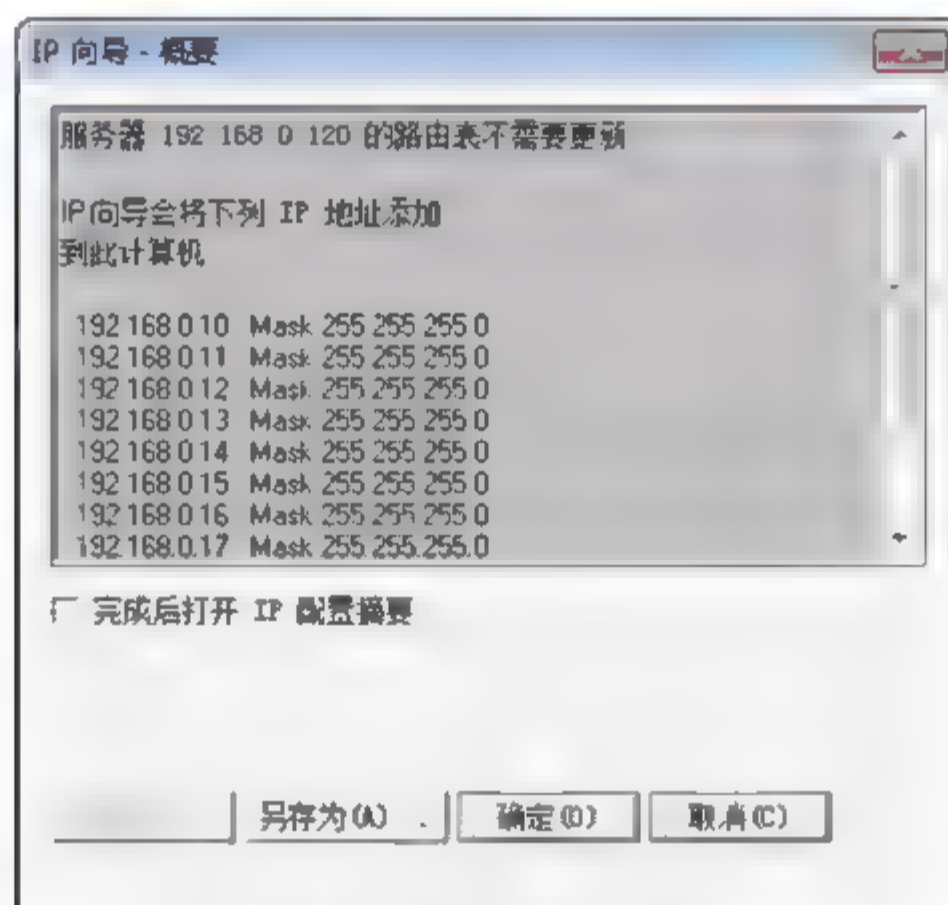 IP 向导 - 概要
服务器 192 168 0 120 的路由表不需要更新
IP向导会将下列 IP 地址添加
到此计算机
192 168 0 10 Mask 255 255 255 0
192 168 0 11 Mask 255 255 255 0
192 168 0 12 Mask 255 255 255 0
192 168 0 13 Mask 255 255 255 0
192 168 0 14 Mask 255 255 255 0
192 168 0 15 Mask 255 255 255 0
192 168 0 16 Mask 255 255 255 0
192 168.0.17 Mask 255.255.255.0
完成后打开 IP 配置摘要
另存为(A) . 确定(O) 取消(C)